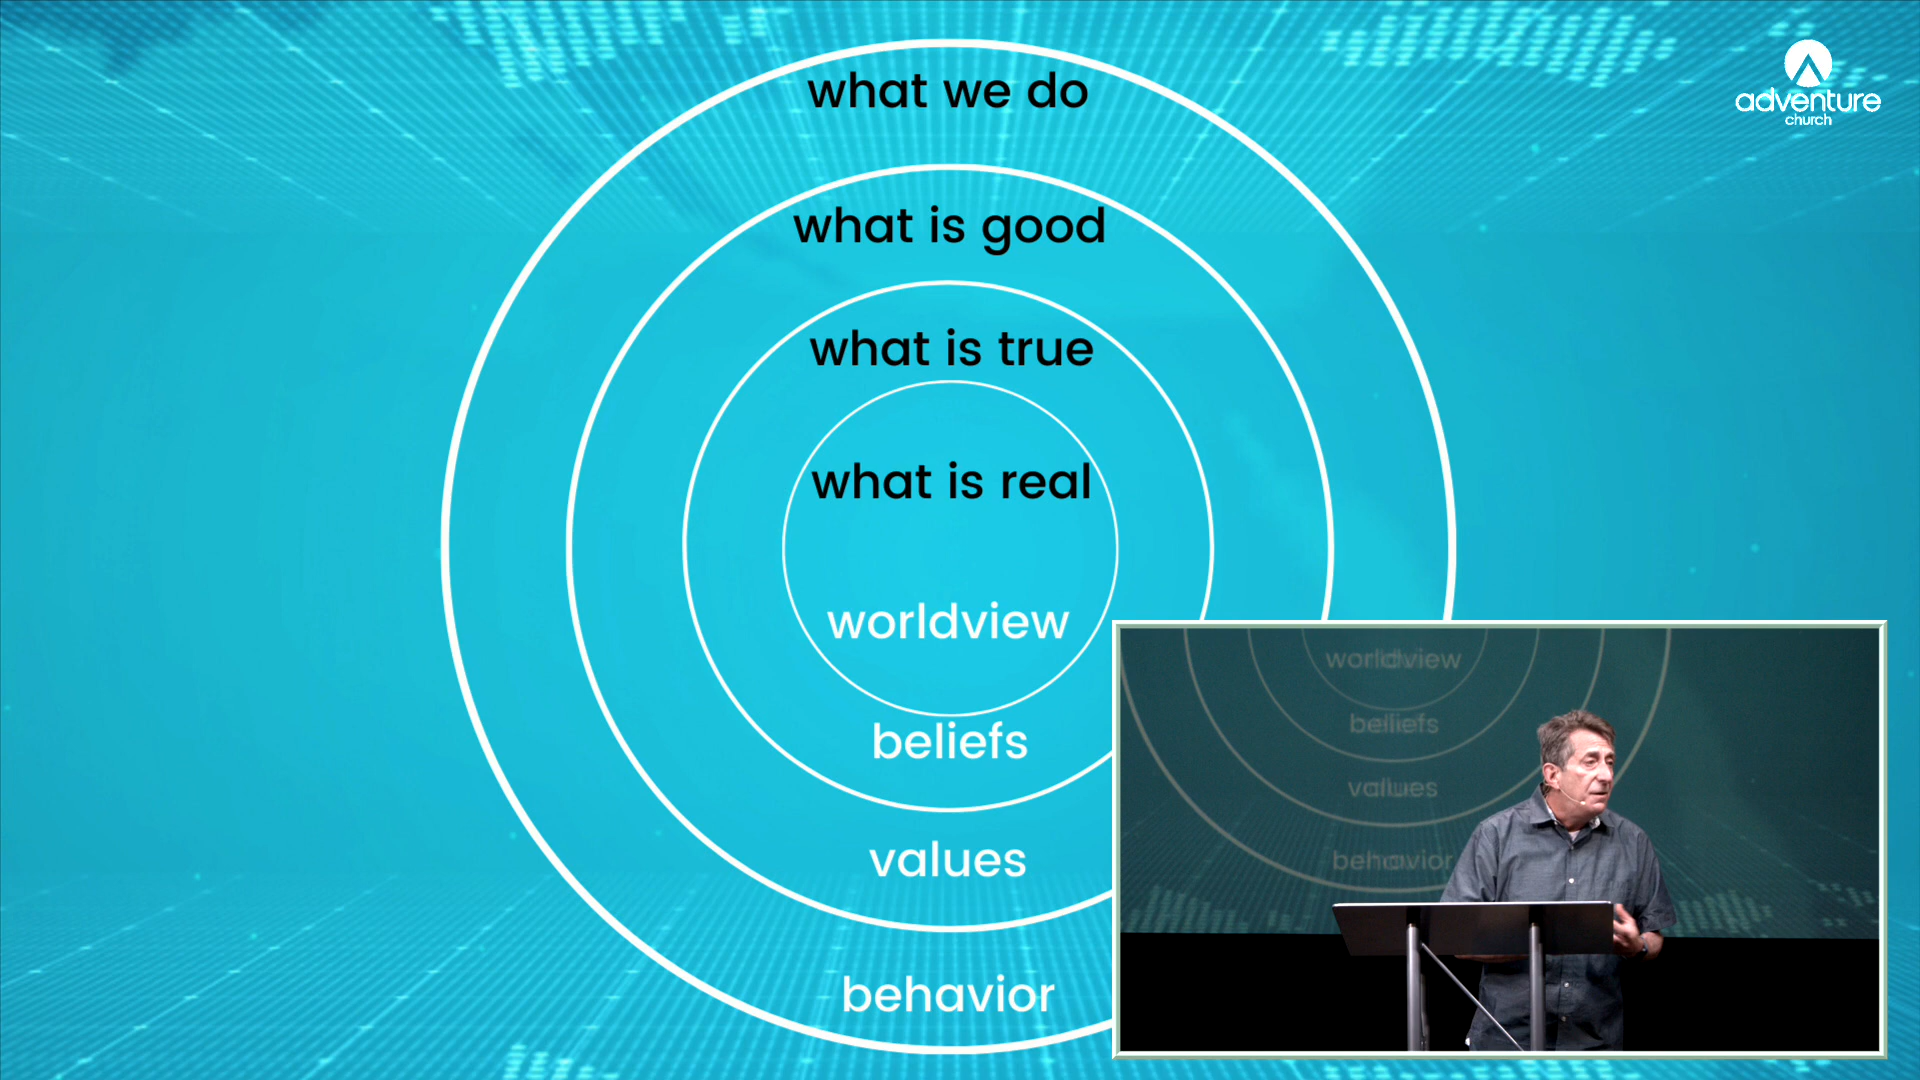 what we do
what is good
what is true
what is real
worldview
beliefs
values
behavior
adventure
church
worldview
beliefs
values
behavior